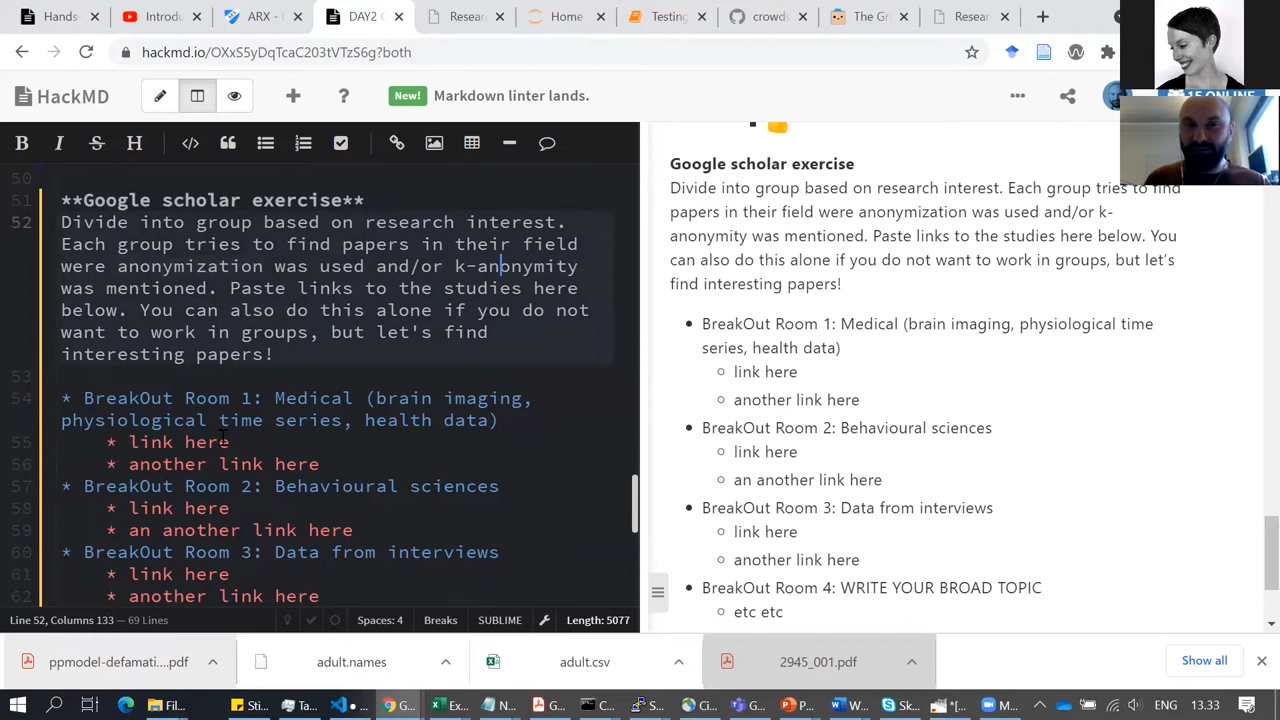 Introdu
ARX -
DAY2 C
Resear
Home
Testing
crowds
The Gr
Resear
hackmd.io/OXxS5yDqTcaC203tVTzS6g?both
HackMD
New! Markdown linter lands.
15 ONLINE
B I S H
50
51 **Google scholar exercise**
52 Divide into group based on research interest.
Each group tries to find papers in their field
were anonymization was used and/or k-anonymity
was mentioned. Paste links to the studies here
below. You can also do this alone if you do not
want to work in groups, but let's find
interesting papers!
53
54 * BreakOut Room 1: Medical (brain imaging,
physiological time series, health data)
55 * link here
56 * another link here
57 * BreakOut Room 2: Behavioural sciences
58 * link here
59 * an another link here
60 * BreakOut Room 3: Data from interviews
61 * link here
62 * another link here
Line 52, Columns 133 — 69 Lines
Spaces: 4
Breaks
SUBLIME
Length: 5077
Google scholar exercise
Divide into group based on research interest. Each group tries to find
papers in their field were anonymization was used and/or k-
anonymity was mentioned. Paste links to the studies here below. You
can also do this alone if you do not want to work in groups, but let's
find interesting papers!
• BreakOut Room 1: Medical (brain imaging, physiological time
series, health data)
◦ link here
◦ another link here
• BreakOut Room 2: Behavioural sciences
◦ link here
◦ an another link here
• BreakOut Room 3: Data from interviews
◦ link here
◦ another link here
• BreakOut Room 4: WRITE YOUR BROAD TOPIC
◦ etc etc
ppmodel-defamati....pdf
adult.names
adult.csv
2945_001.pdf
Show all
Fil...
Sti...
Ta...
2...
G...
N...
G...
C...
S...
Ci...
G...
P...
W...
Sk...
*[...
M...
ENG
13.33